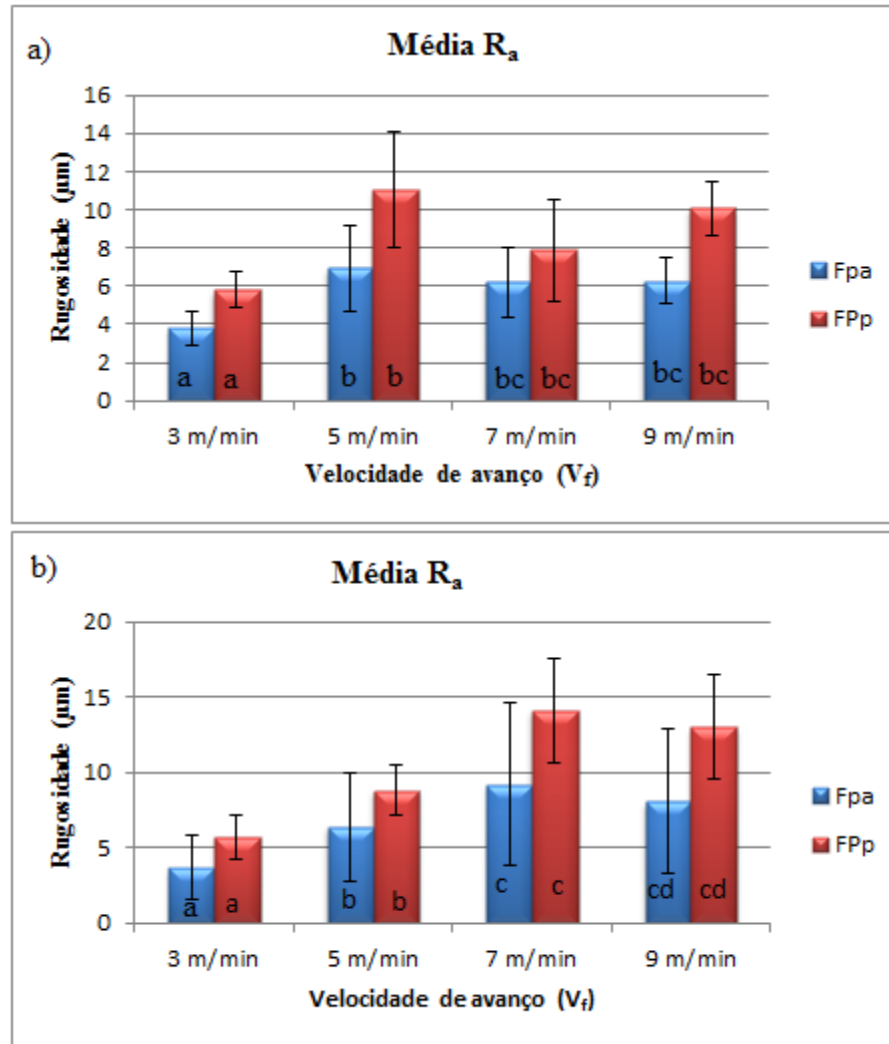 a)
Média Ra
16
14
12
10
8
6
4
2
0
Rugosidade (µm)
a a b b bc bc bc bc
3 m/min 5 m/min 7 m/min 9 m/min
Velocidade de avanço (Vf)
Fpa
FPp
b)
Média Ra
20
15
10
5
0
Rugosidade (µm)
a a b b c c cd cd
3 m/min 5 m/min 7 m/min 9 m/min
Velocidade de avanço (Vf)
Fpa
FPp